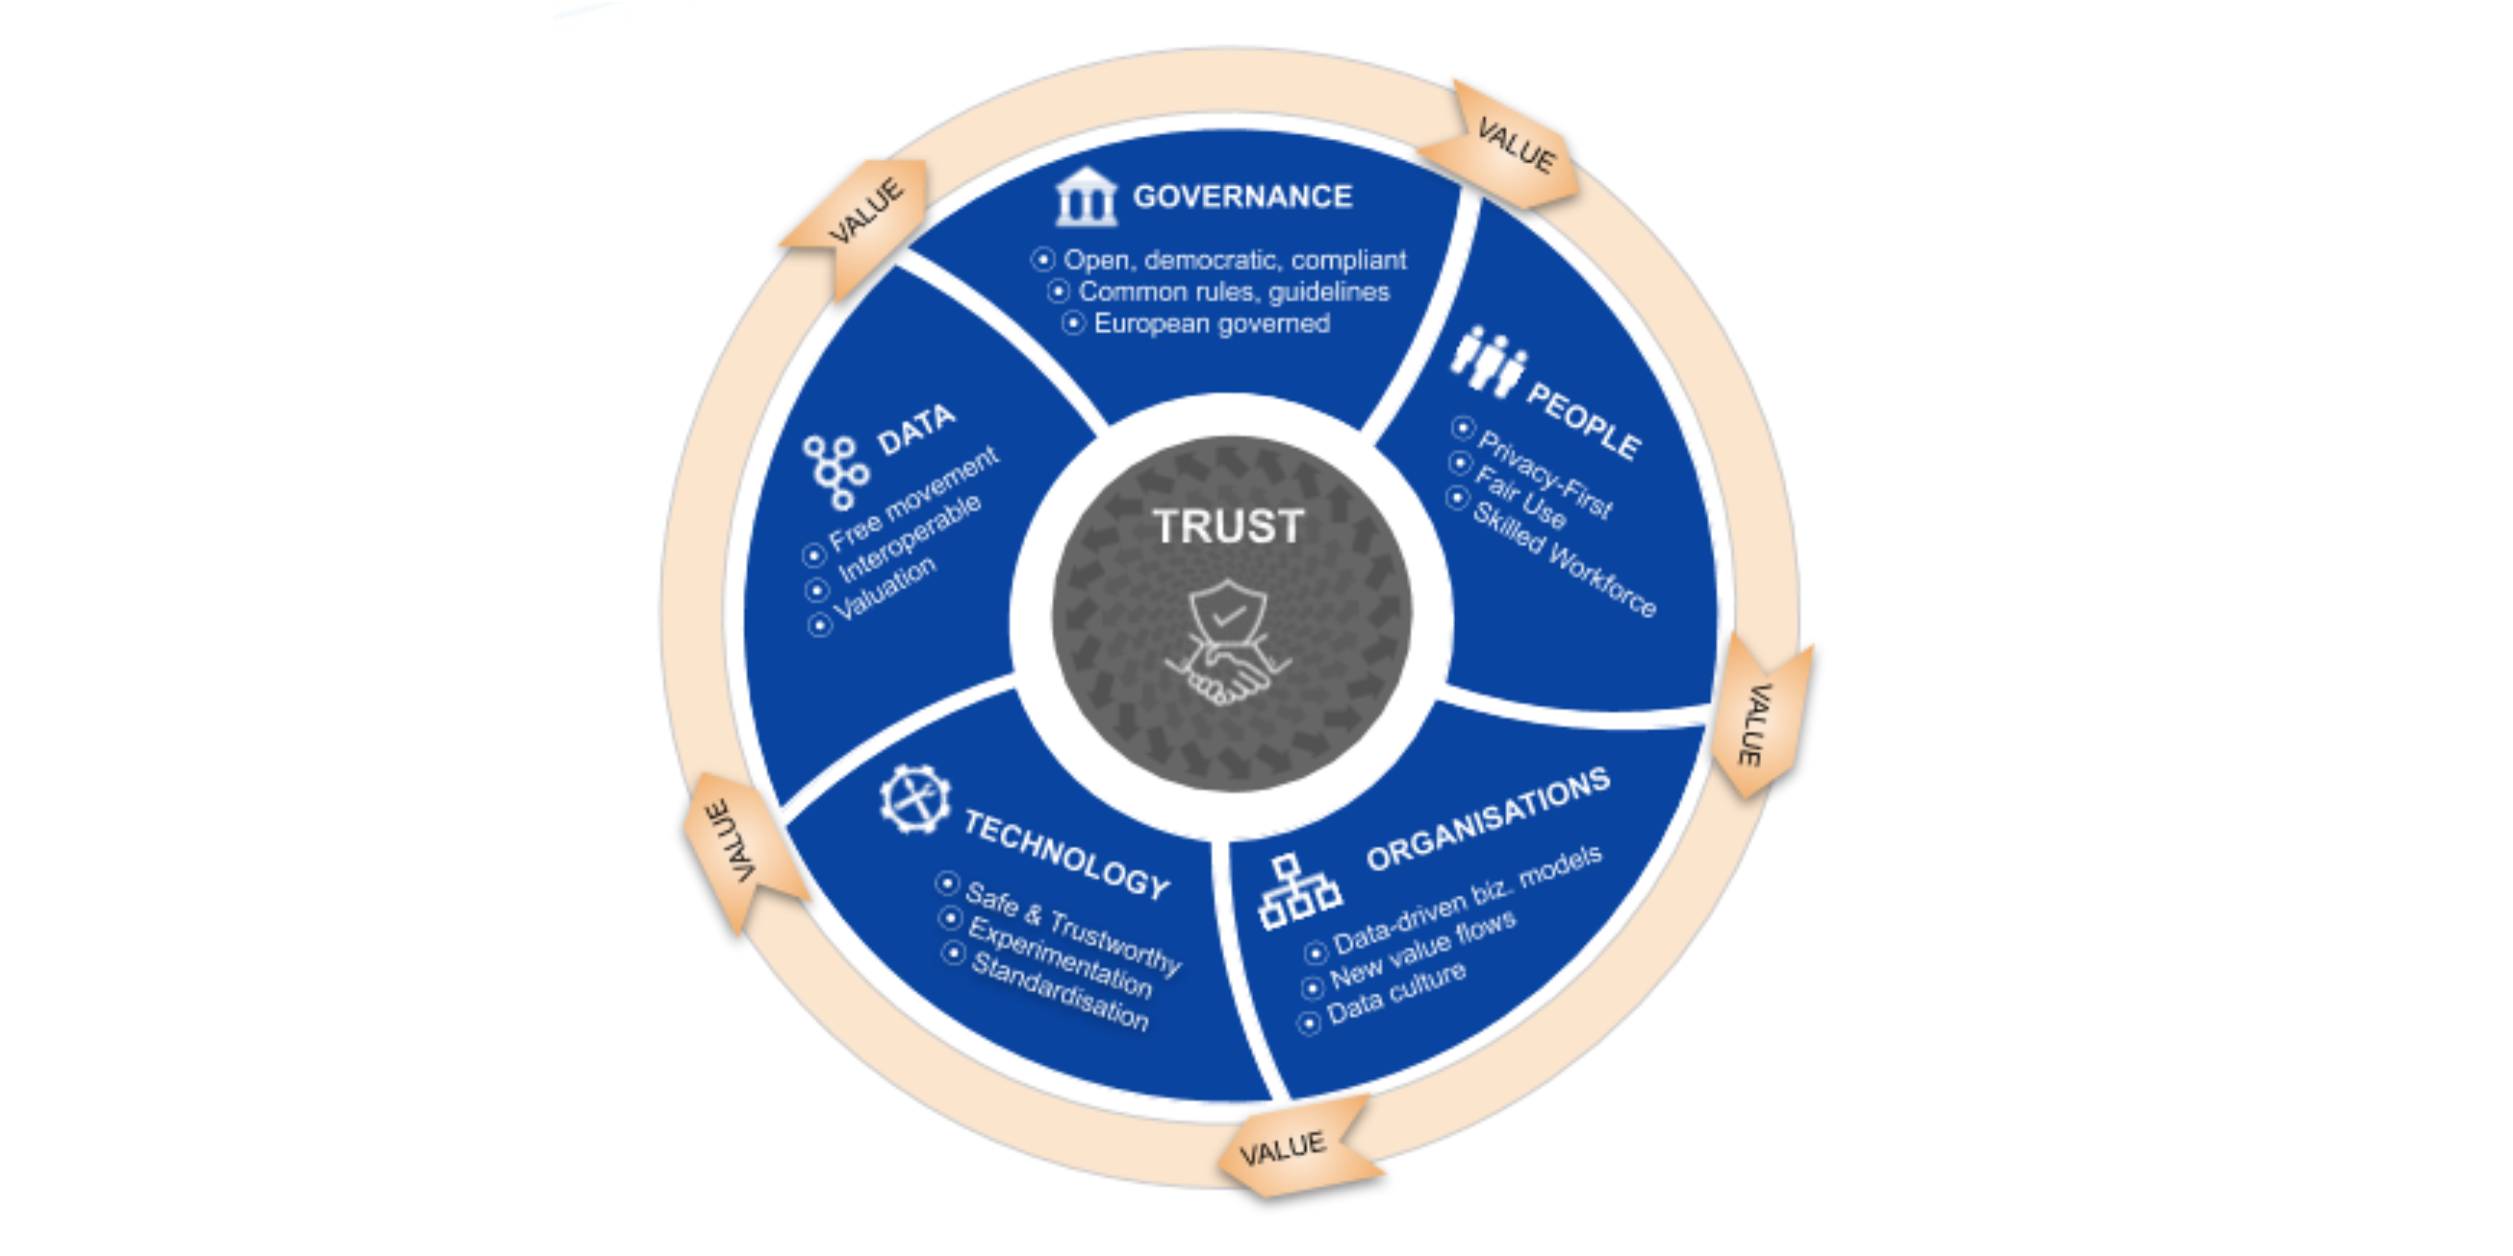 VALUE
VALUE
GOVERNANCE
Open, democratic, compliant
Common rules, guidelines
European governed
PEOPLE
Privacy-First
Fair Use
Skilled Workforce
DATA
Free movement
Interoperable
Valuation
TRUST
VALUE
ORGANISATIONS
Data-driven biz. models
New value flows
Data culture
TECHNOLOGY
Safe & Trustworthy
Experimentation
Standardisation
VALUE
VALUE